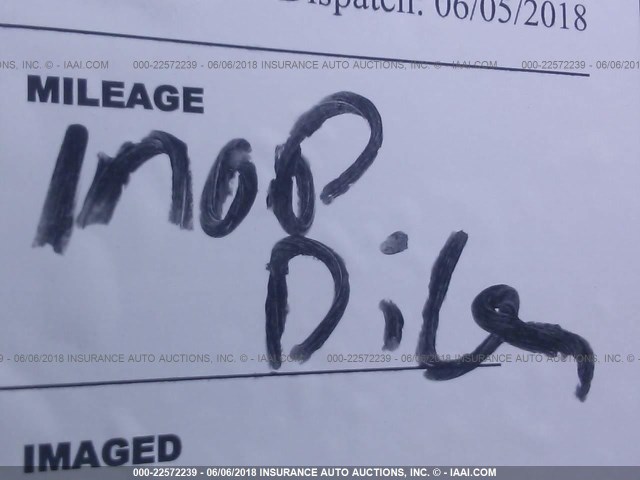 Dispatch: 06/05/2018
000-22572239 - 06/06/2018 INSURANCE AUTO AUCTIONS, INC. - © IAAI.COM
MILEAGE
Inop
000-22572239 - 06/06/2018 INSURANCE AUTO AUCTIONS, INC. - © IAAI.COM
IMAGED
000-22572239 - 06/06/2018 INSURANCE AUTO AUCTIONS, INC. - © IAAI.COM